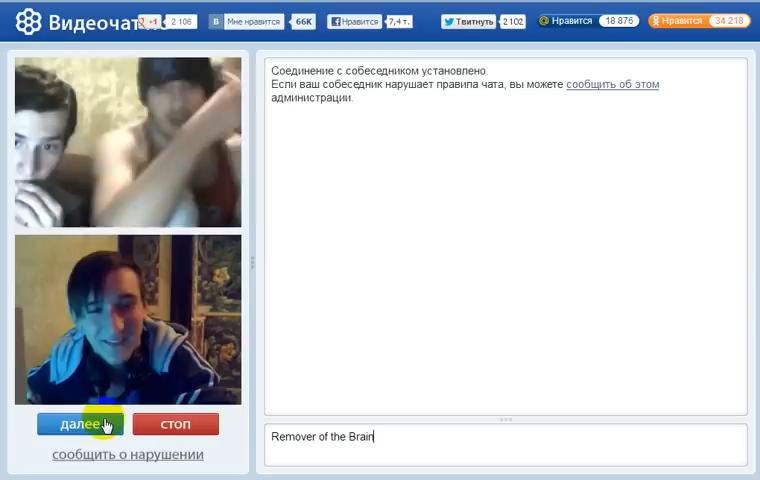 Видеочат
+1 2 106
Мне нравится 66K
Нравится 7,4 т.
Твитнуть 2 102
Нравится 18 876
Нравится 34 218
Соединение с собеседником установлено.
Если ваш собеседник нарушает правила чата, вы можете сообщить об этом
администрации.
далее
стоп
сообщить о нарушении
Remover of the Brain